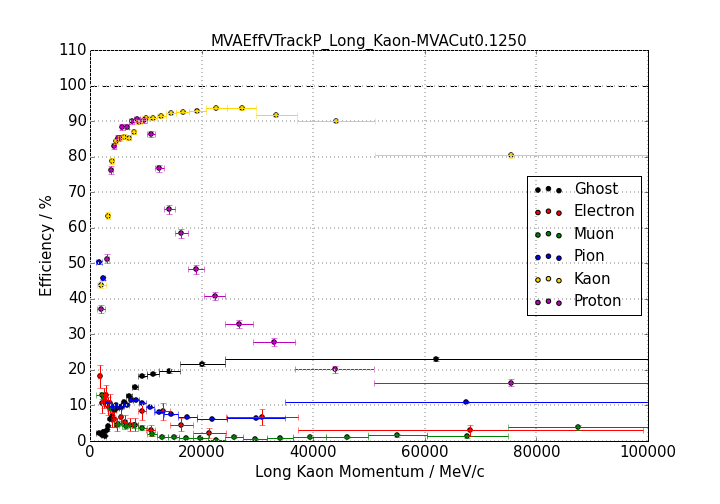 MVAEffVTrackP_Long_Kaon-MVACut0.1250
110
100
90
80
70
60
50
40
30
20
10
0
Efficiency / %
Ghost
Electron
Muon
Pion
Kaon
Proton
0 20000 40000 60000 80000 100000
Long Kaon Momentum / MeV/c